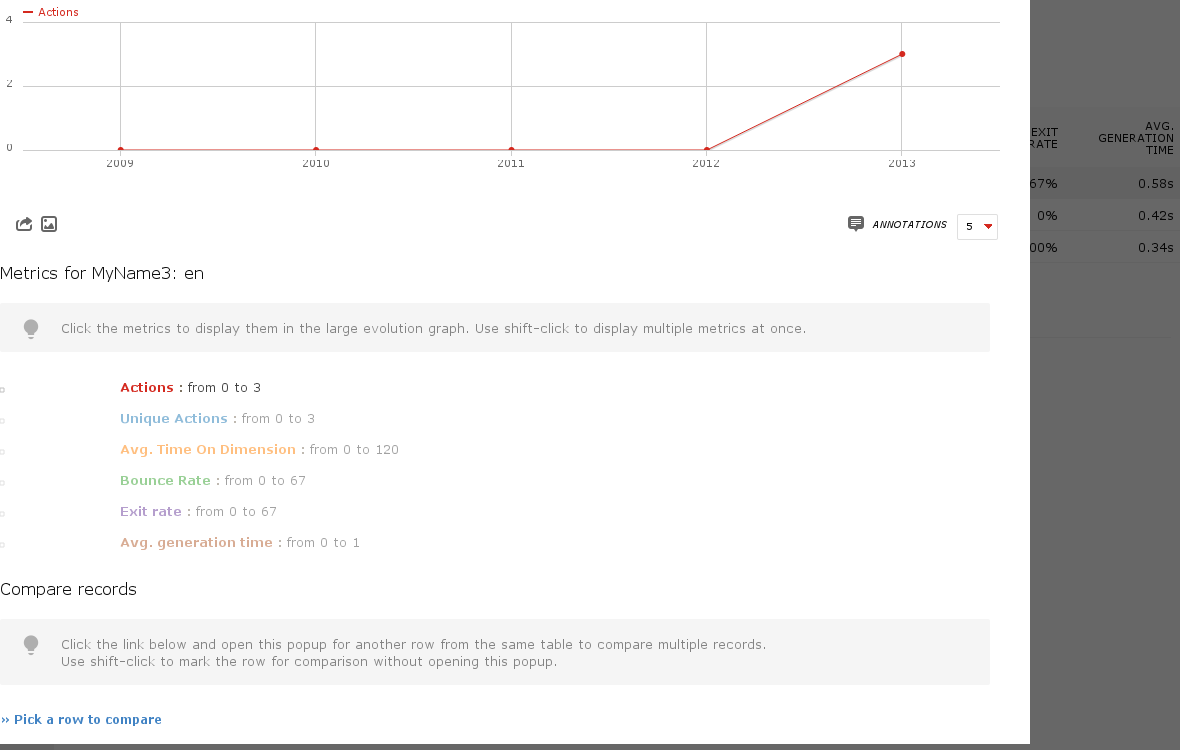 Actions
4
2
0
2009 2010 2011 2012 2013
ANNOTATIONS 5
Metrics for MyName3: en
Click the metrics to display them in the large evolution graph. Use shift-click to display multiple metrics at once.
Actions : from 0 to 3
Unique Actions : from 0 to 3
Avg. Time On Dimension : from 0 to 120
Bounce Rate : from 0 to 67
Exit rate : from 0 to 67
Avg. generation time : from 0 to 1
Compare records
Click the link below and open this popup for another row from the same table to compare multiple records.
Use shift-click to mark the row for comparison without opening this popup.
» Pick a row to compare
EXIT
RATE
AVG.
GENERATION
TIME
67% 0.58s
0% 0.42s
00% 0.34s